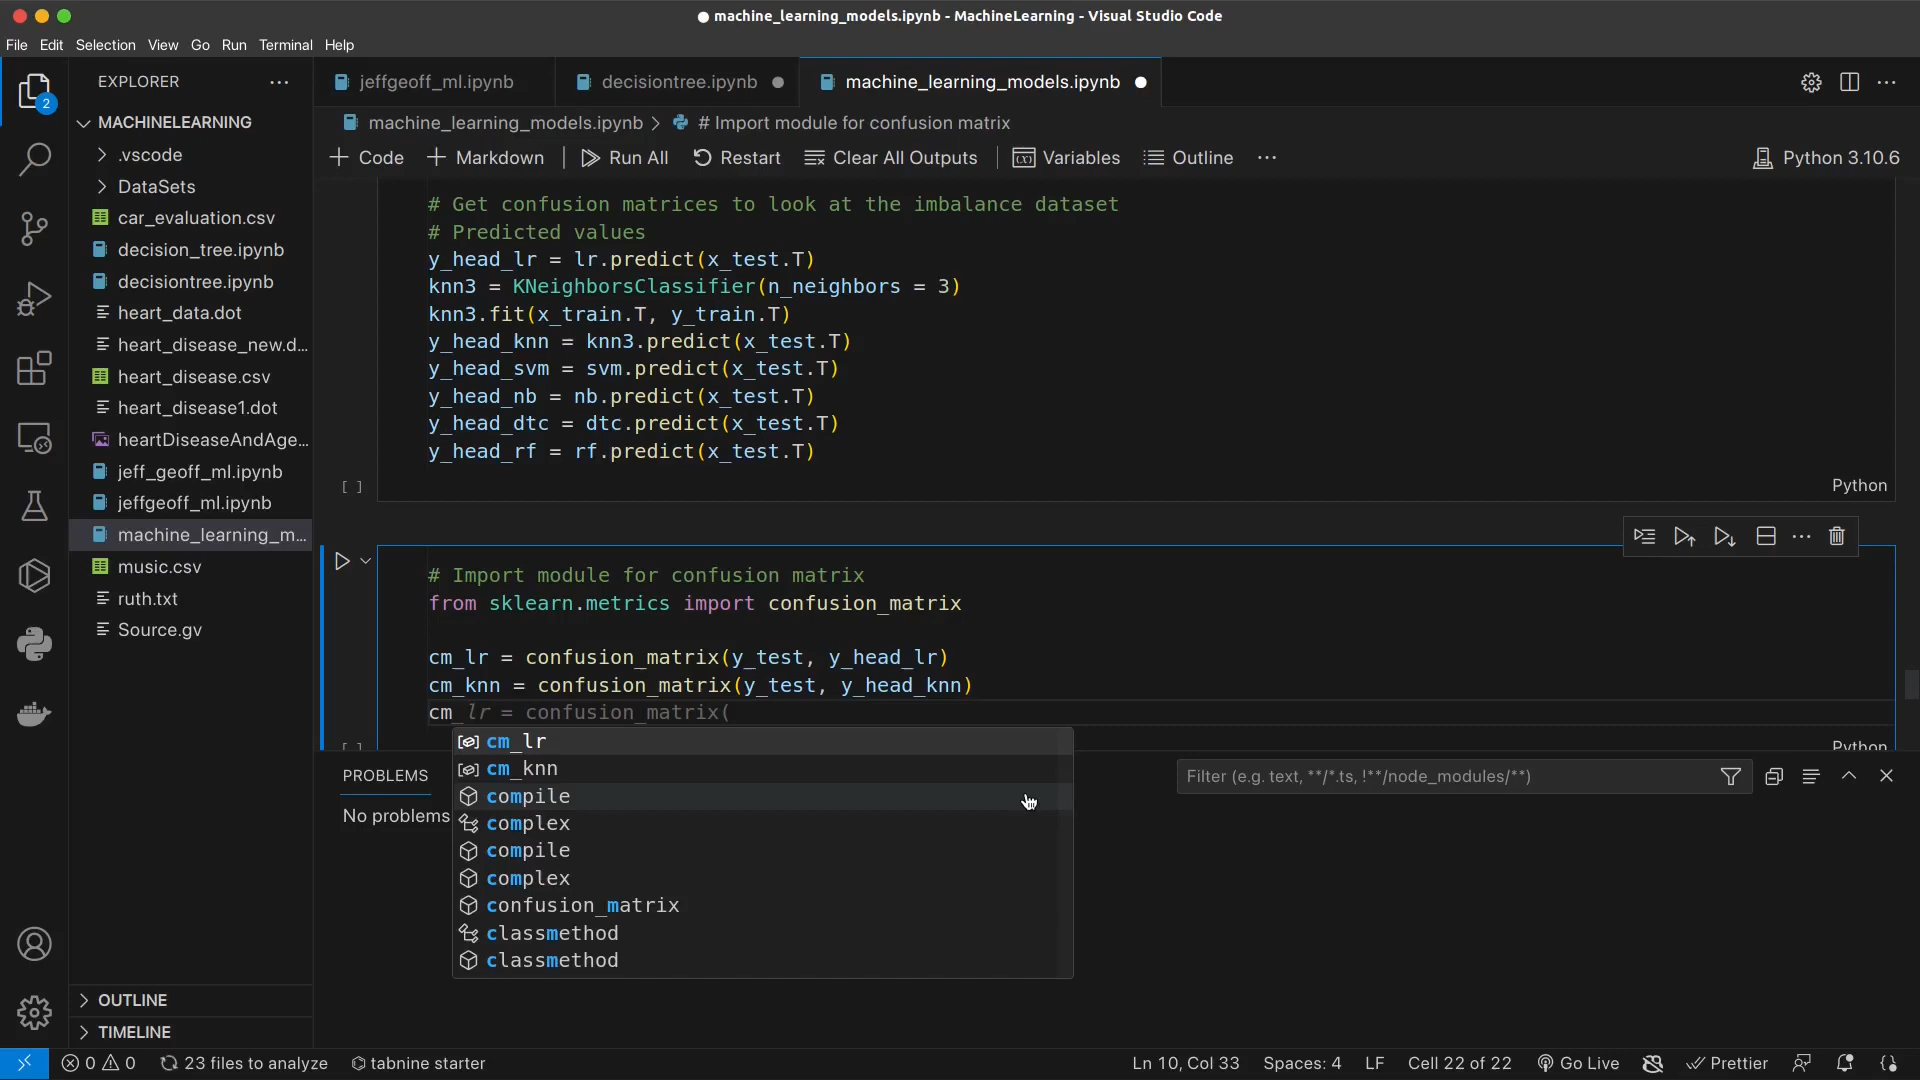 ● machine_learning_models.ipynb - MachineLearning - Visual Studio Code
File Edit Selection View Go Run Terminal Help
2
EXPLORER
MACHINELEARNING
.vscode
DataSets
car_evaluation.csv
decision_tree.ipynb
decisiontree.ipynb
heart_data.dot
heart_disease_new.d...
heart_disease.csv
heart_disease1.dot
heartDiseaseAndAge...
jeff_geoff_ml.ipynb
jeffgeoff_ml.ipynb
machine_learning_m...
music.csv
ruth.txt
Source.gv
OUTLINE
TIMELINE
jeffgeoff_ml.ipynb decisiontree.ipynb ● machine_learning_models.ipynb ●
machine_learning_models.ipynb > # Import module for confusion matrix
+ Code + Markdown | Run All Restart Clear All Outputs | Variables Outline ... Python 3.10.6
# Get confusion matrices to look at the imbalance dataset
# Predicted values
y_head_lr = lr.predict(x_test.T)
knn3 = KNeighborsClassifier(n_neighbors = 3)
knn3.fit(x_train.T, y_train.T)
y_head_knn = knn3.predict(x_test.T)
y_head_svm = svm.predict(x_test.T)
y_head_nb = nb.predict(x_test.T)
y_head_dtc = dtc.predict(x_test.T)
y_head_rf = rf.predict(x_test.T)
[ ] Python
# Import module for confusion matrix
from sklearn.metrics import confusion_matrix
cm_lr = confusion_matrix(y_test, y_head_lr)
cm_knn = confusion_matrix(y_test, y_head_knn)
cm_lr = confusion_matrix(
[ ] Python
cm_lr
cm_knn
compile
complex
compile
complex
confusion_matrix
classmethod
classmethod
PROBLEMS Filter (e.g. text, **/*.ts, !**/node_modules/**)
No problems
0 0 23 files to analyze tabnine starter Ln 10, Col 33 Spaces: 4 LF Cell 22 of 22 Go Live Prettier